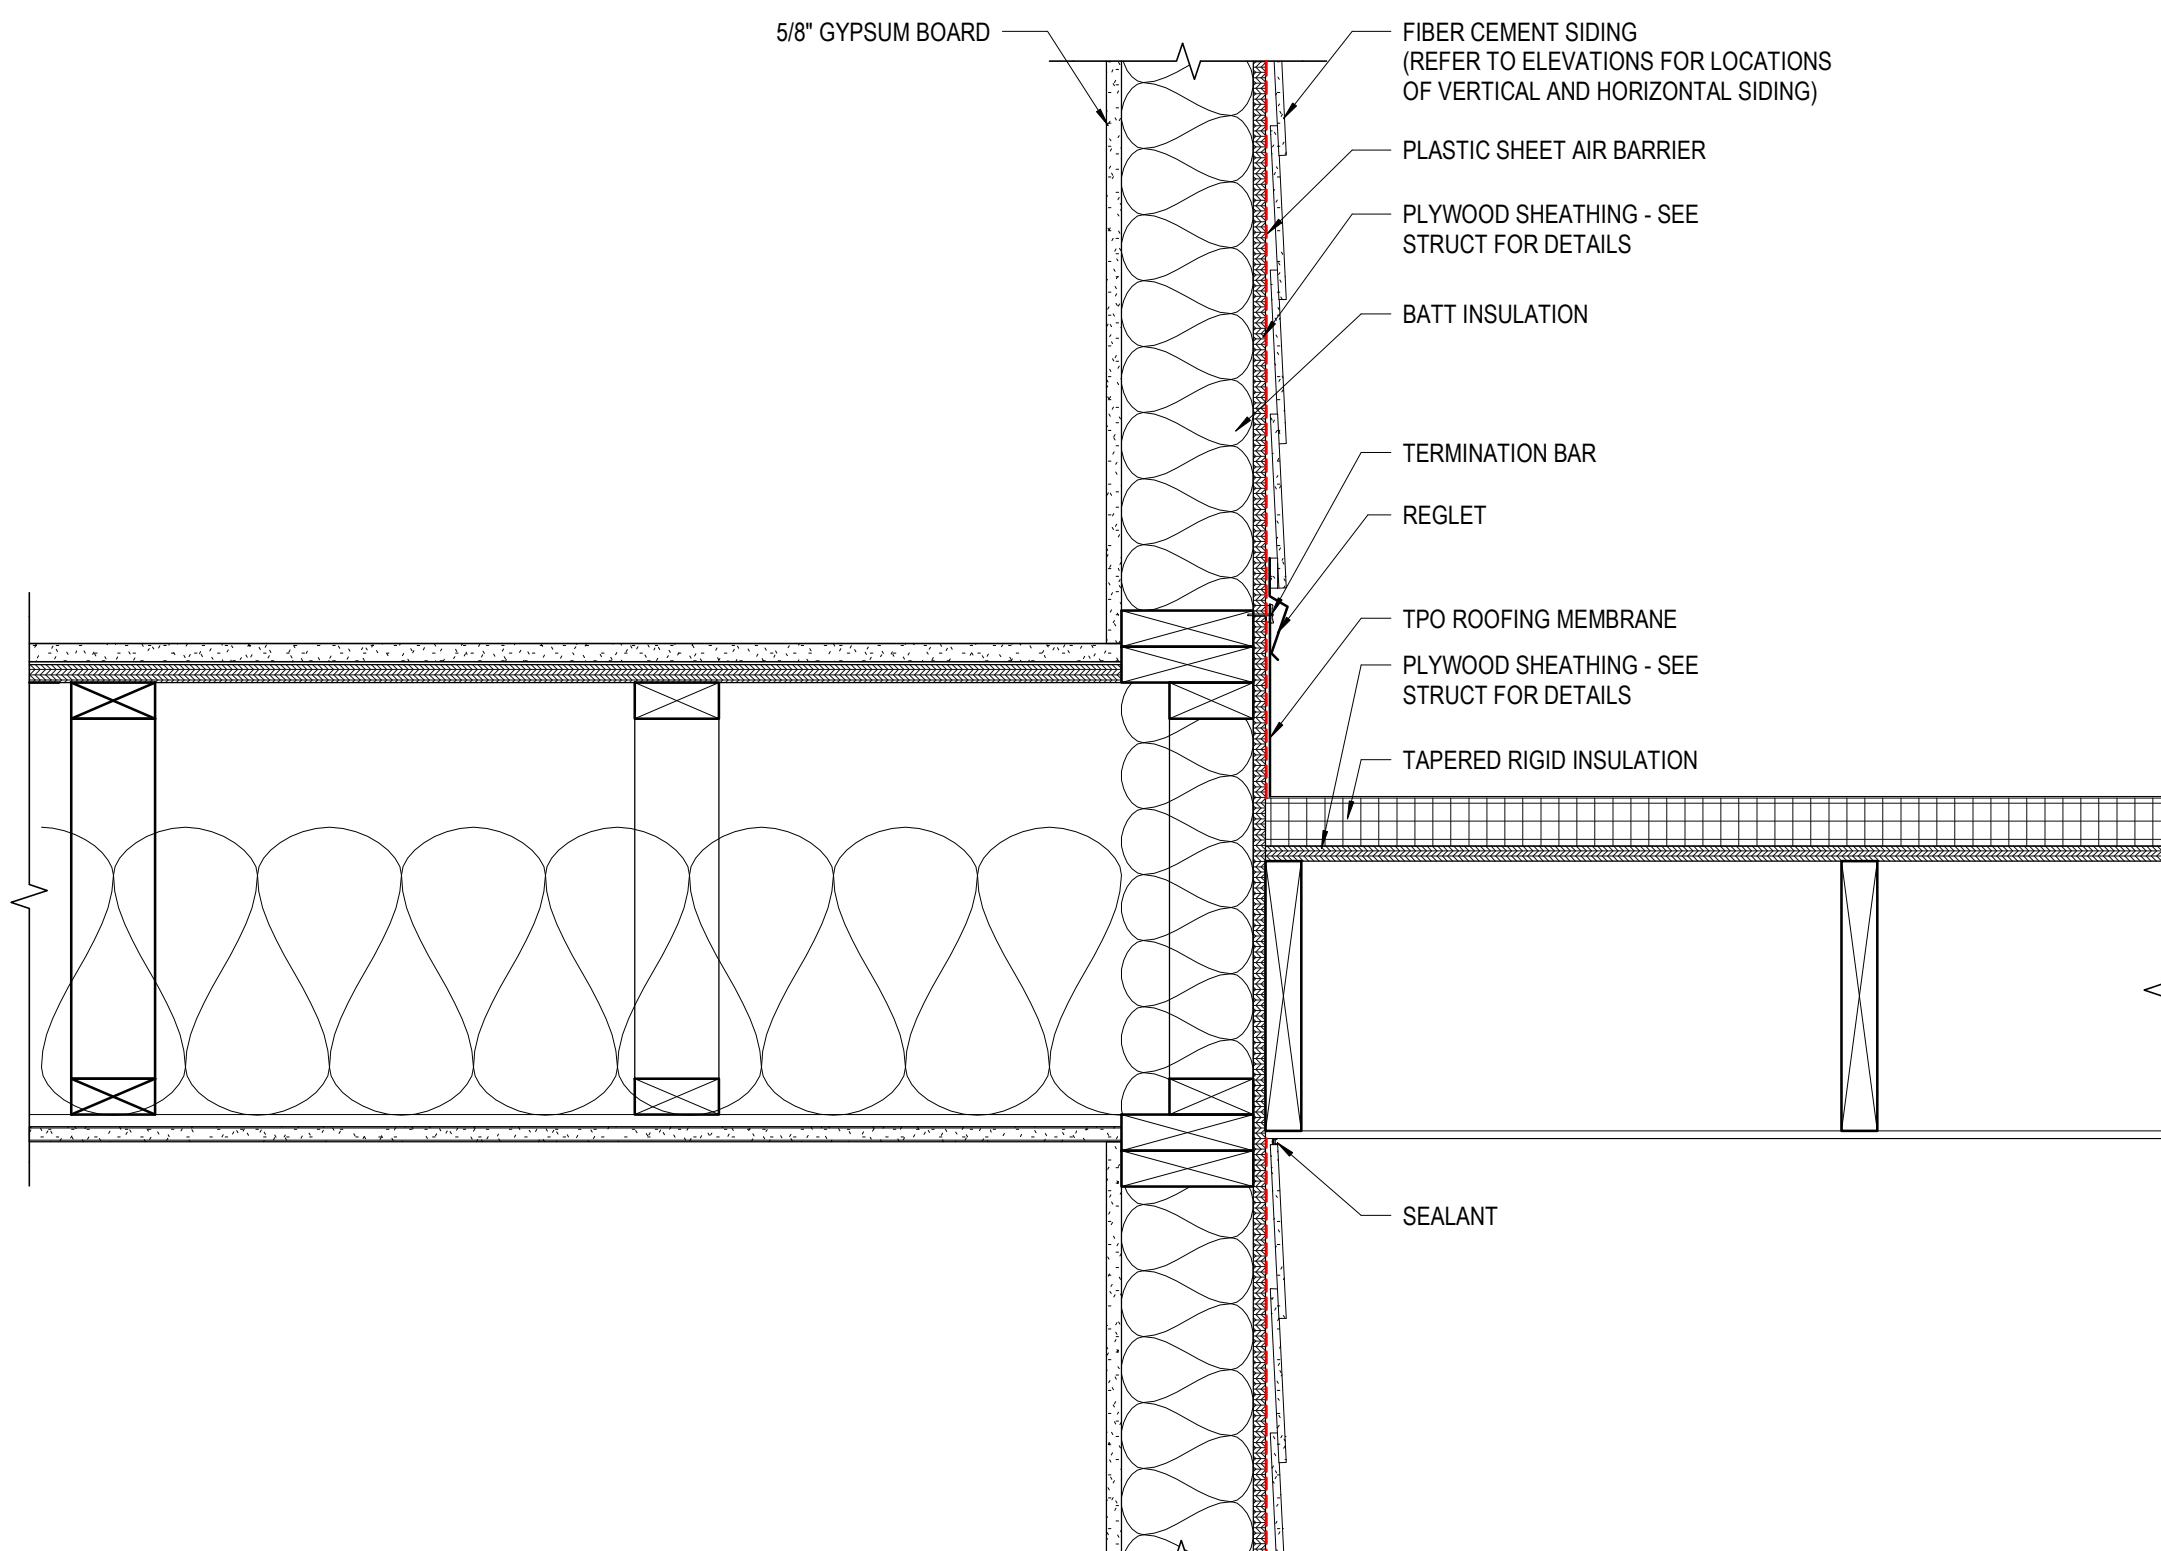 5/8" GYPSUM BOARD
FIBER CEMENT SIDING
(REFER TO ELEVATIONS FOR LOCATIONS
OF VERTICAL AND HORIZONTAL SIDING)
PLASTIC SHEET AIR BARRIER
PLYWOOD SHEATHING - SEE
STRUCT FOR DETAILS
BATT INSULATION
TERMINATION BAR
REGLET
TPO ROOFING MEMBRANE
PLYWOOD SHEATHING - SEE
STRUCT FOR DETAILS
TAPERED RIGID INSULATION
SEALANT